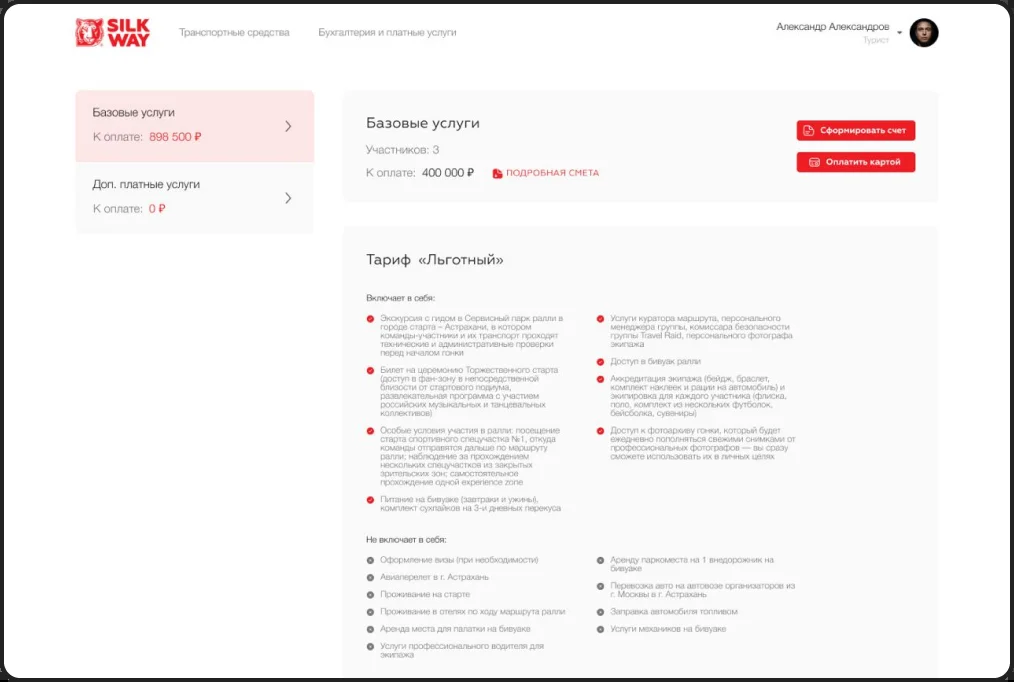 SILK
WAY
Транспортные средства
Бухгалтерия и платные услуги
Александр Александров
Турист
Базовые услуги
К оплате: 898 500 ₽
Доп. платные услуги
К оплате: 0 ₽
Базовые услуги
Участников: 3
К оплате: 400 000 ₽
ПОДРОБНАЯ СМЕТА
Сформировать счет
Оплатить картой
Тариф «Льготный»
Включает в себя:
Экскурсия с гидом в Сервисный парк ралли в
городе старта – Астрахани, в котором
команды-участники и их транспорт проходят
технические и административные проверки
перед началом гонки
Билет на церемонию Торжественного старта
(доступ в фан-зону в непосредственной
близости от стартового подиума,
развлекательная программа с участием
российских музыкальных и танцевальных
коллективов)
Особые условия участия в ралли: посещение
старта спортивного спецучастка №1, откуда
команды отправятся дальше по маршруту
ралли; наблюдение за прохождением
нескольких спецучастков из закрытых
зрительских зон; самостоятельное
прохождение одной experience zone
Питание на бивуаке (завтраки и ужины),
комплект сухпайков на 3-и дневных перекуса
Услуги куратора маршрута, персонального
менеджера группы, комиссара безопасности
группы Travel Raid, персонального фотографа
экипажа
Доступ в бивуак ралли
Аккредитация экипажа (бейдж, браслет,
комплект наклеек и рации на автомобиль) и
экипировка для каждого участника (флиска,
поло, комплект из нескольких футболок,
бейсболка, сувениры)
Доступ к фотоархиву гонки, который будет
ежедневно пополняться свежими снимками от
профессиональных фотографов — вы сразу
сможете использовать их в личных целях
Не включает в себя:
Оформление визы (при необходимости)
Авиаперелет в г. Астрахань
Проживание на старте
Проживание в отелях по ходу маршрута ралли
Аренда места для палатки на бивуаке
Услуги профессионального водителя для
экипажа
Аренду паркоместа на 1 внедорожник на
бивуаке
Перевозка авто на автовозе организаторов из
г. Москвы в г. Астрахань
Заправка автомобиля топливом
Услуги механиков на бивуаке